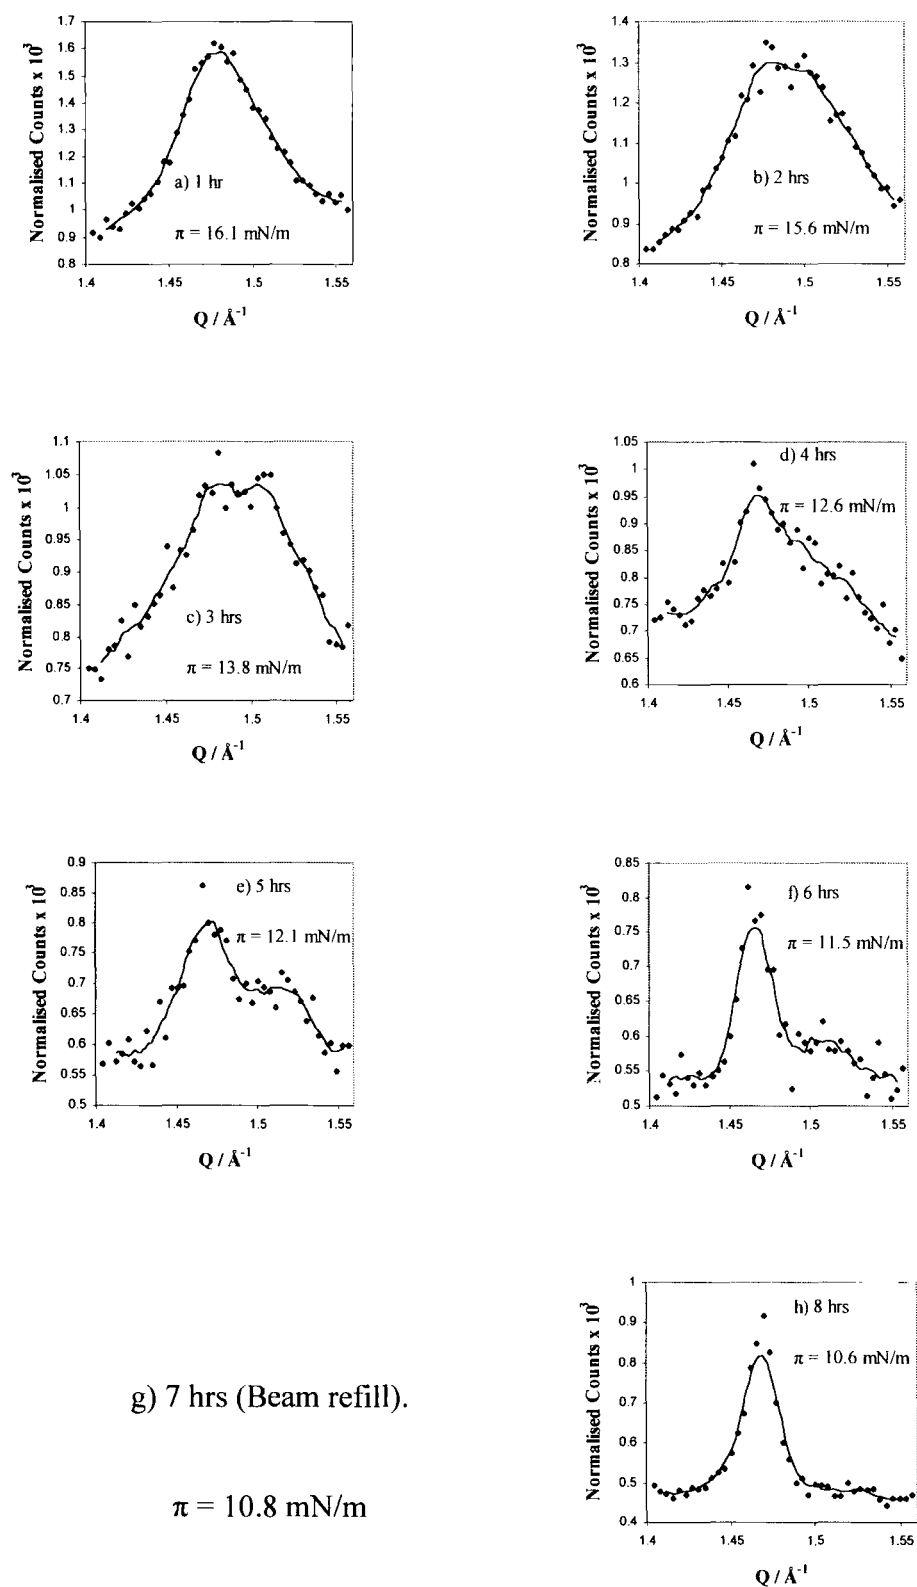 Normalised Counts x 10³
1.7
1.6
1.5
1.4
1.3
1.2
1.1
1
0.9
0.8
a) 1 hr
π = 16.1 mN/m
1.4 1.45 1.5 1.55
Q / Å⁻¹
Normalised Counts x 10³
1.4
1.3
1.2
1.1
1
0.9
0.8
b) 2 hrs
π = 15.6 mN/m
1.4 1.45 1.5 1.55
Q / Å⁻¹
Normalised Counts x 10³
1.1
1.05
1
0.95
0.9
0.85
0.8
0.75
0.7
c) 3 hrs
π = 13.8 mN/m
1.4 1.45 1.5 1.55
Q / Å⁻¹
Normalised Counts x 10³
1.05
0.95
0.85
0.75
0.65
1
0.9
0.8
0.7
0.6
d) 4 hrs
π = 12.6 mN/m
1.4 1.45 1.5 1.55
Q / Å⁻¹
Normalised Counts x 10³
0.9
0.85
0.8
0.75
0.7
0.65
0.6
0.55
0.5
e) 5 hrs
π = 12.1 mN/m
1.4 1.45 1.5 1.55
Q / Å⁻¹
Normalised Counts x 10³
0.85
0.8
0.75
0.7
0.65
0.6
0.55
0.5
f) 6 hrs
π = 11.5 mN/m
1.4 1.45 1.5 1.55
Q / Å⁻¹
g) 7 hrs (Beam refill).
π = 10.8 mN/m
Normalised Counts x 10³
1
0.9
0.8
0.7
0.6
0.5
0.4
h) 8 hrs
π = 10.6 mN/m
1.4 1.45 1.5 1.55
Q / Å⁻¹